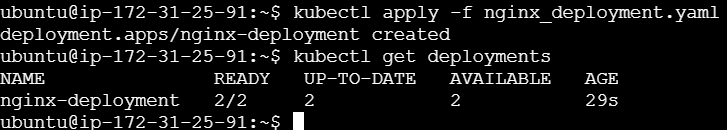 ubuntu@ip-172-31-25-91:~$ kubectl apply -f nginx_deployment.yaml
deployment.apps/nginx-deployment created
ubuntu@ip-172-31-25-91:~$ kubectl get deployments
NAME READY UP-TO-DATE AVAILABLE AGE
nginx-deployment 2/2 2 2 29s
ubuntu@ip-172-31-25-91:~$